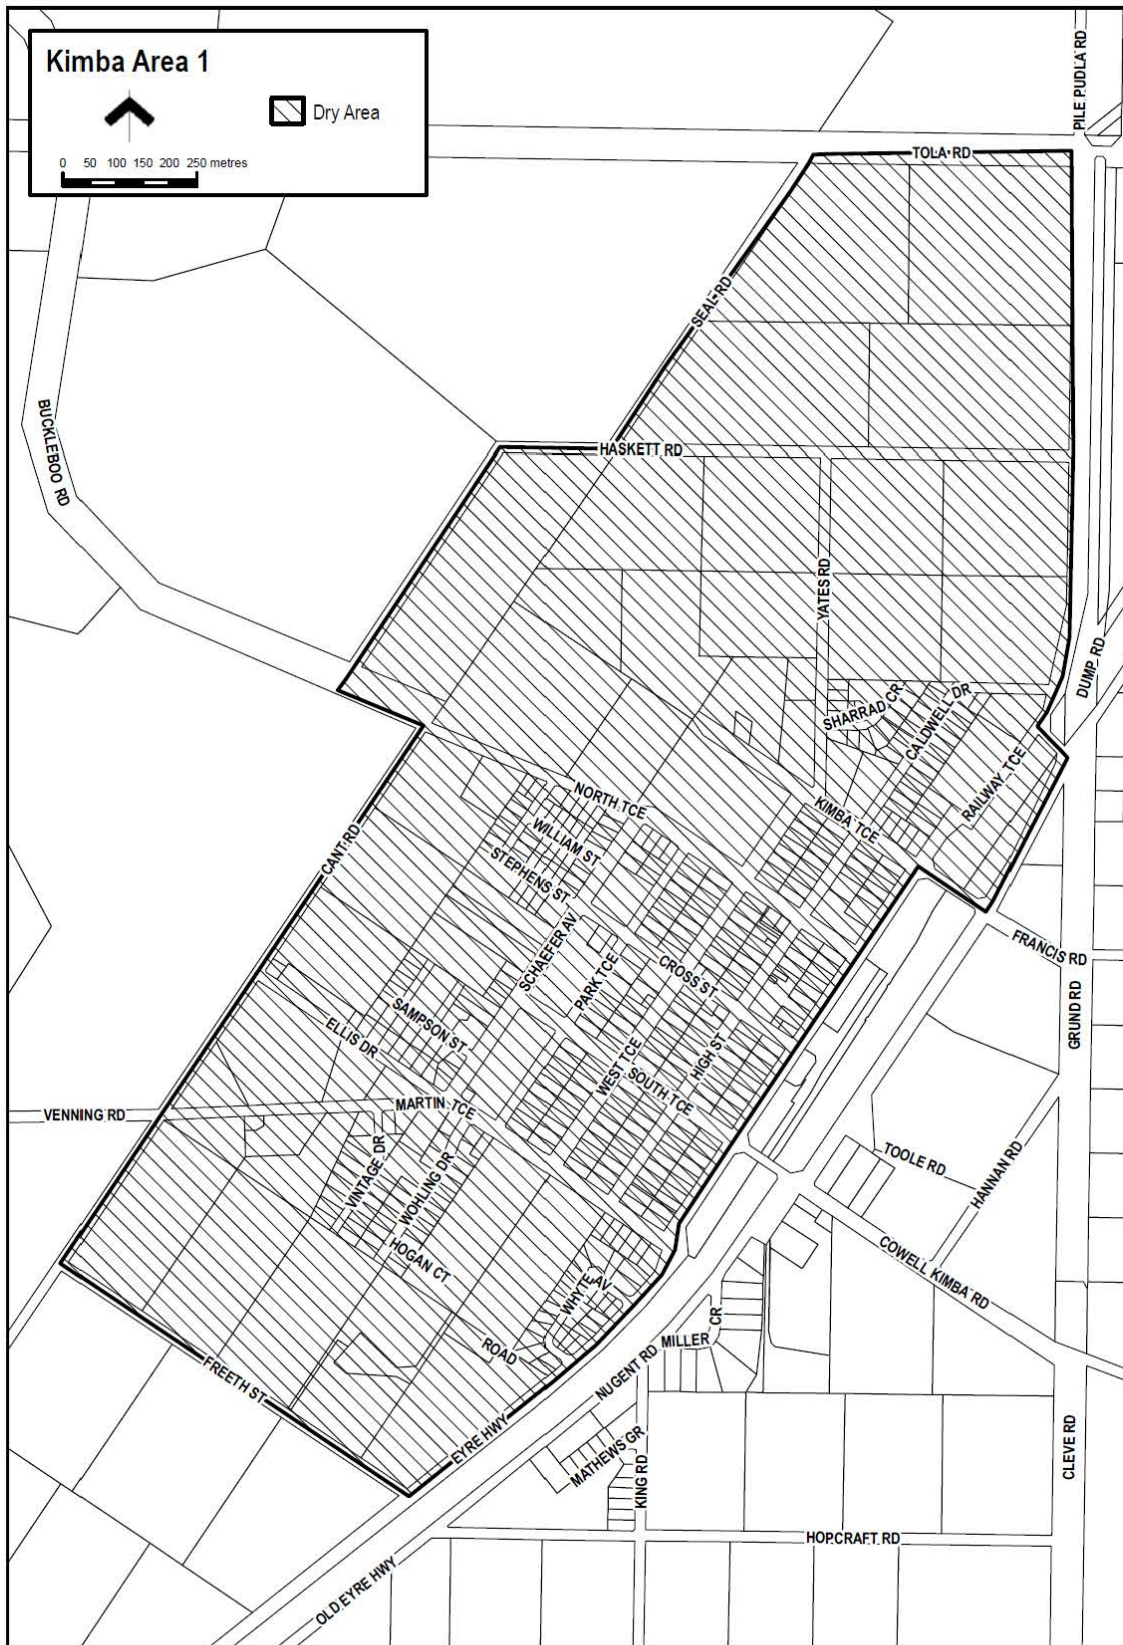 Kimba Area 1
Dry Area
0 50 100 150 200 250 metres
PILE PUDLA RD
TOLA RD
SEAL RD
BUCKLEBOO RD
HASKETT RD
YATES RD
DUMP RD
SHARRAD CR
CALDWELL DR
RAILWAY TCE
NORTH TCE
KIMBA TCE
WILLIAM ST
STEPHENS ST
CANT RD
SCHAEFER AV
PARK TCE
CROSS ST
FRANCIS RD
GRUND RD
SAMPSON ST
ELLIS DR
WEST TCE
HIGH ST
SOUTH TCE
VENNING RD
MARTIN TCE
VINTAGE DR
WOHLING DR
TOOLE RD
HANNAN RD
HOGAN CT
COWELL KIMBA RD
WHYTE AV
ROAD
MILLER CR
NUGENT RD
FREETH ST
EYRE HWY
MATHEWS GR
KING RD
CLEVE RD
HOPCRAFT RD
OLD EYRE HWY